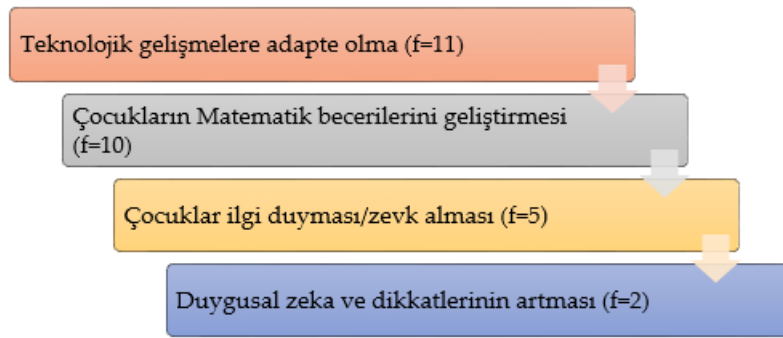 Teknolojik gelişmelere adapte olma (f=11)
Çocukların Matematik becerilerini geliştirmesi
(f=10)
Çocuklar ilgi duyması/zevk alması (f=5)
Duygusal zeka ve dikkatlerinin artması (f=2)